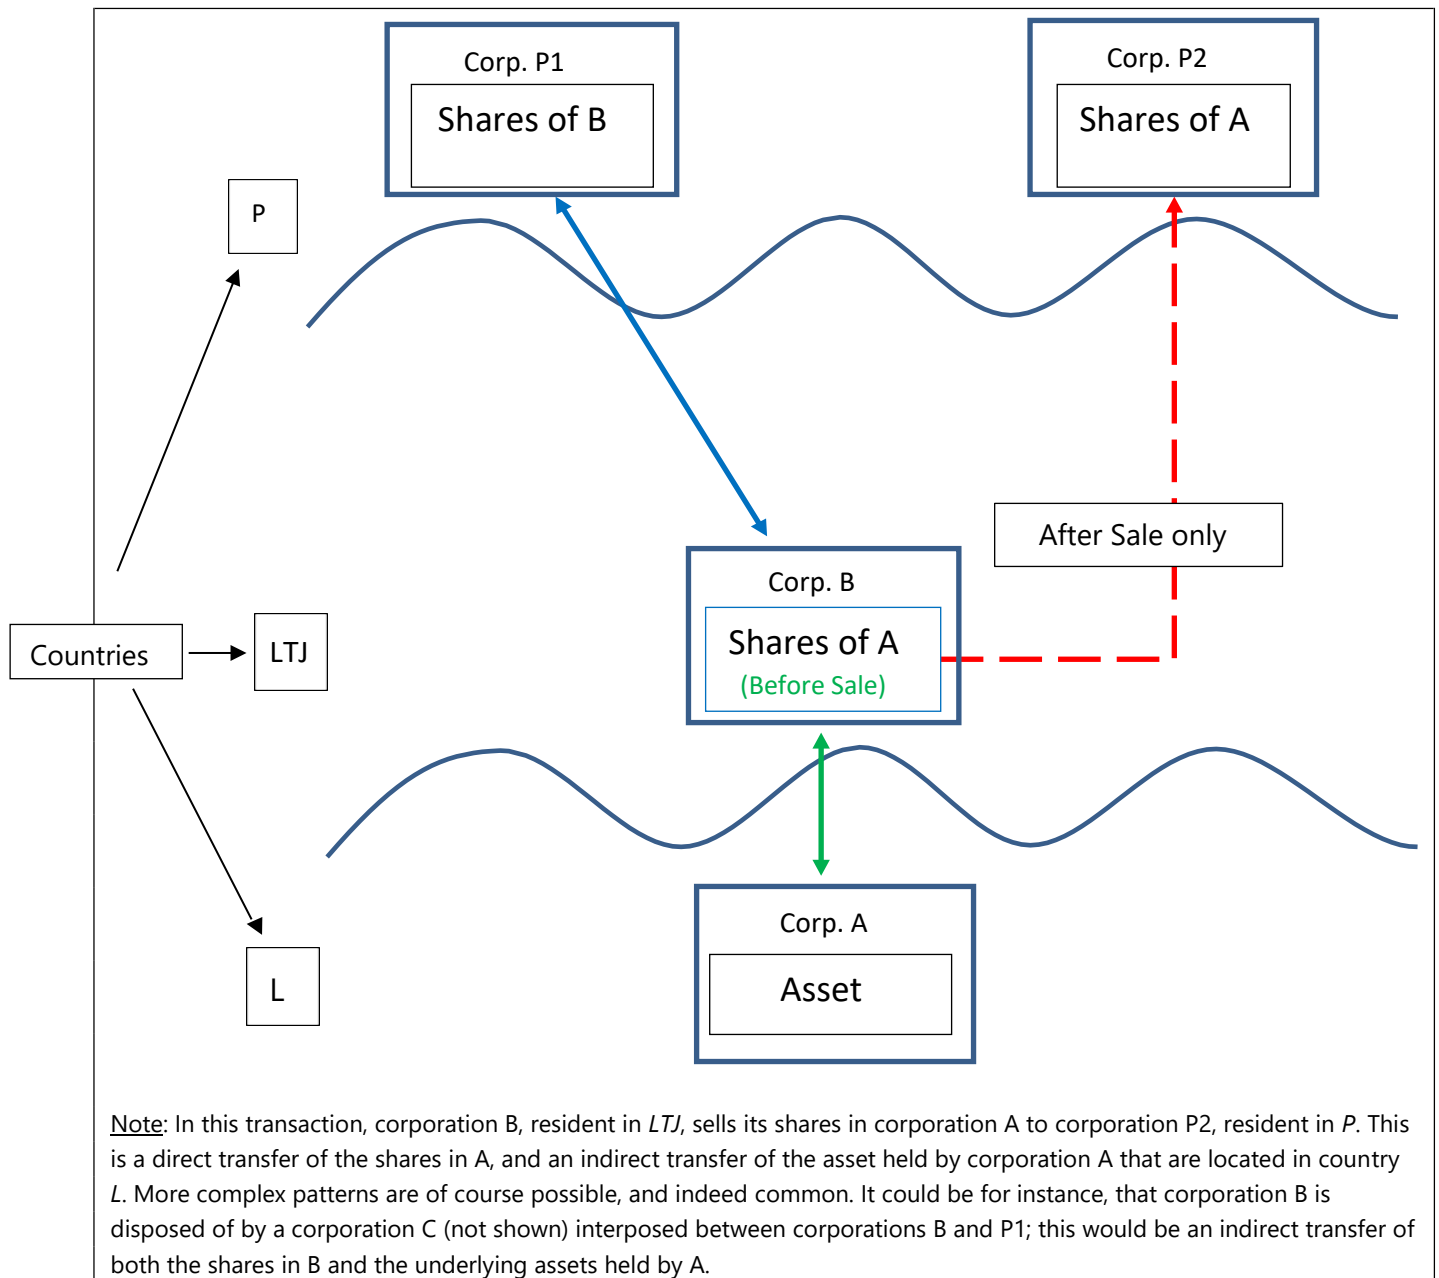 Corp. P1
Shares of B
Corp. P2
Shares of A
P
After Sale only
Countries
LTJ
Corp. B
Shares of A
(Before Sale)
L
Corp. A
Asset
Note: In this transaction, corporation B, resident in LTJ, sells its shares in corporation A to corporation P2, resident in P. This
is a direct transfer of the shares in A, and an indirect transfer of the asset held by corporation A that are located in country
L. More complex patterns are of course possible, and indeed common. It could be for instance, that corporation B is
disposed of by a corporation C (not shown) interposed between corporations B and P1; this would be an indirect transfer of
both the shares in B and the underlying assets held by A.